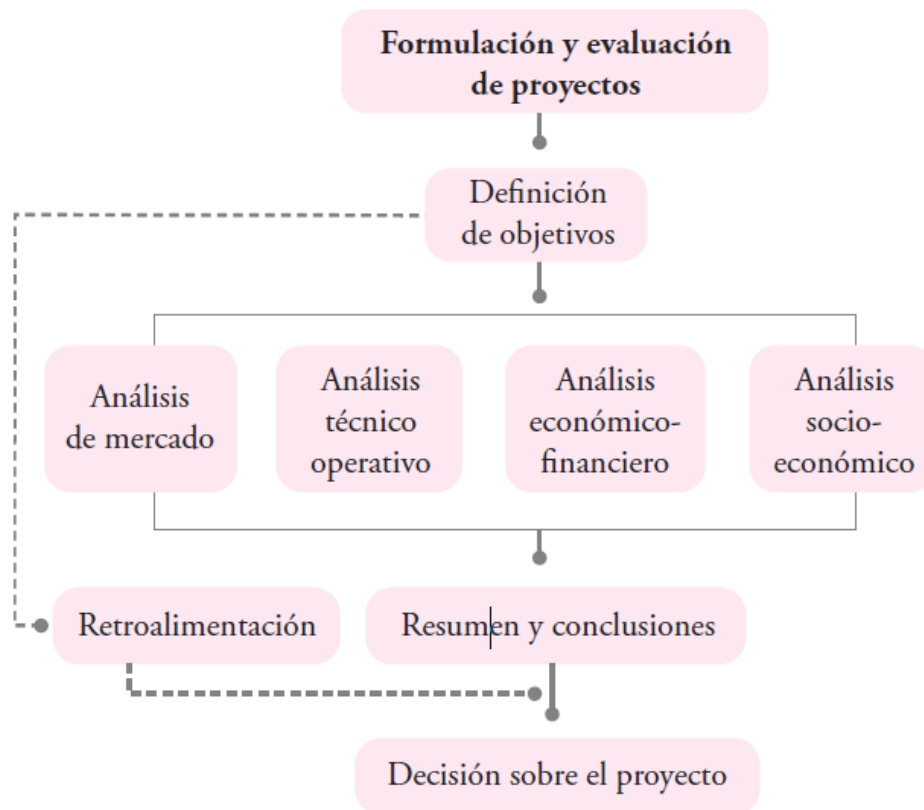 Formulación y evaluación
de proyectos
Definición
de objetivos
Análisis
de mercado
Análisis
técnico
operativo
Análisis
económico-
financiero
Análisis
socio-
económico
Retroalimentación
Resumen y conclusiones
Decisión sobre el proyecto